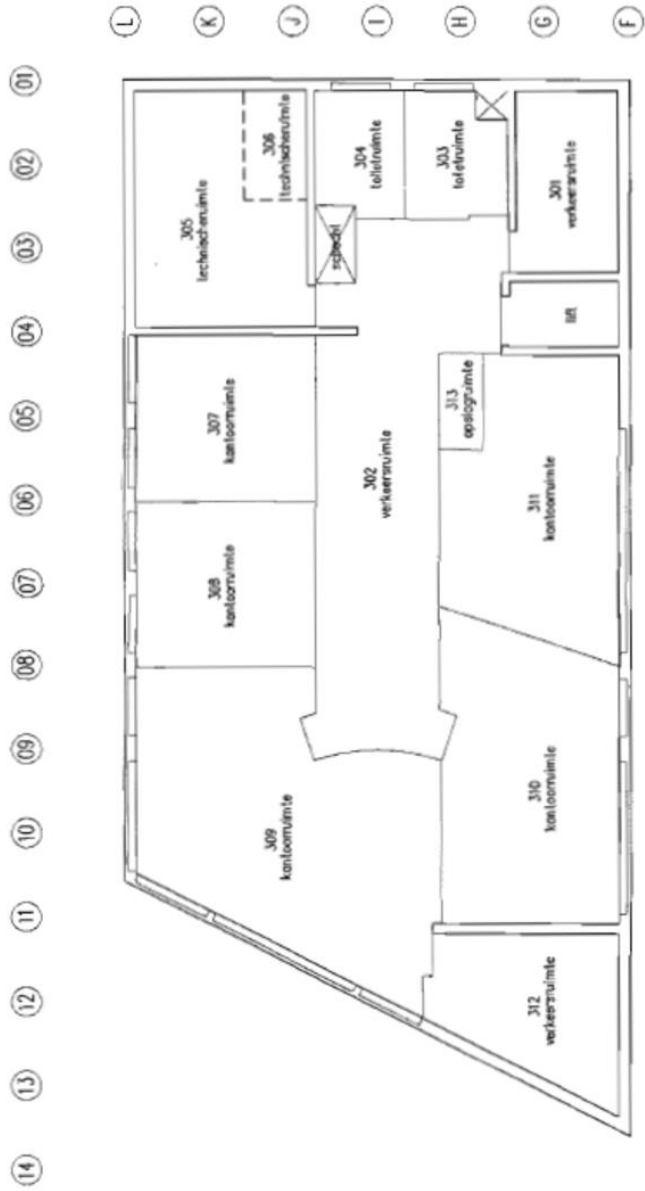 L
K
J
I
H
G
F
01
02
03
04
05
06
07
08
09
10
11
12
13
14
305
technischeruimte
306
technischeruimte
304
toiletruimte
303
toiletruimte
301
verkeersruimte
schacht
lift
307
kantoorruimte
302
verkeersruimte
313
opslagruimte
308
kantoorruimte
311
kantoorruimte
309
kantoorruimte
310
kantoorruimte
312
verkeersruimte